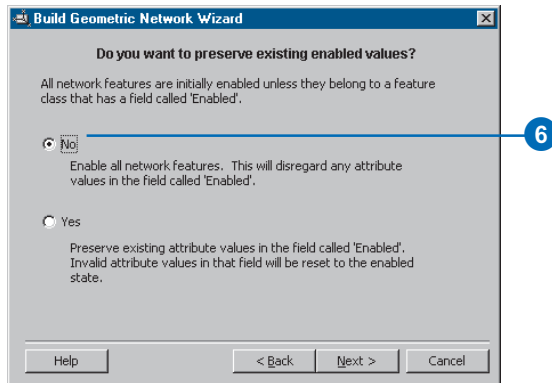 Build Geometric Network Wizard
Do you want to preserve existing enabled values?
All network features are initially enabled unless they belong to a feature
class that has a field called 'Enabled'.
No
6
Enable all network features. This will disregard any attribute
values in the field called 'Enabled'.
Yes
Preserve existing attribute values in the field called 'Enabled'.
Invalid attribute values in that field will be reset to the enabled
state.
Help
< Back
Next >
Cancel